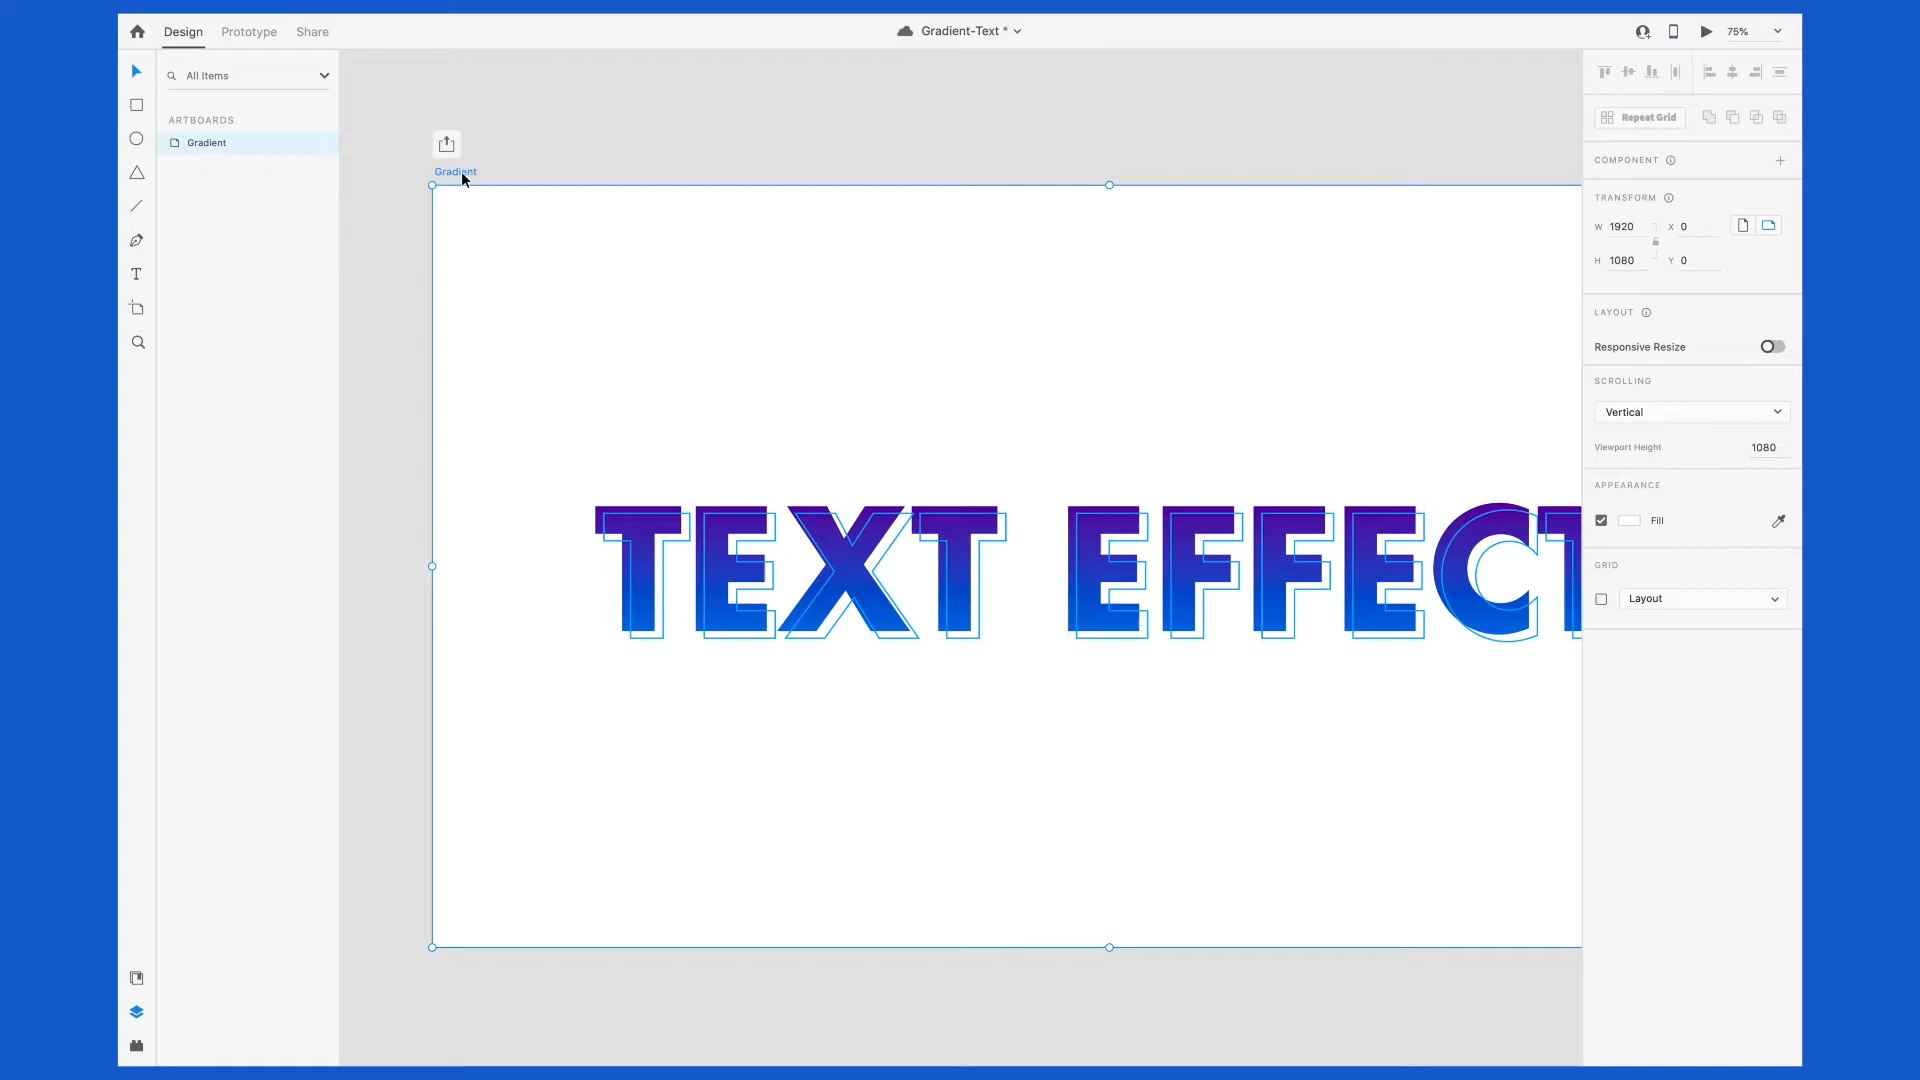 Design Prototype Share
Gradient-Text *
75%
All Items
ARTBOARDS
Gradient
Gradient
TEXT EFFECT
Repeat Grid
COMPONENT
TRANSFORM
W 1920 X 0
H 1080 Y 0
LAYOUT
Responsive Resize
SCROLLING
Vertical
Viewport Height 1080
APPEARANCE
Fill
GRID
Layout